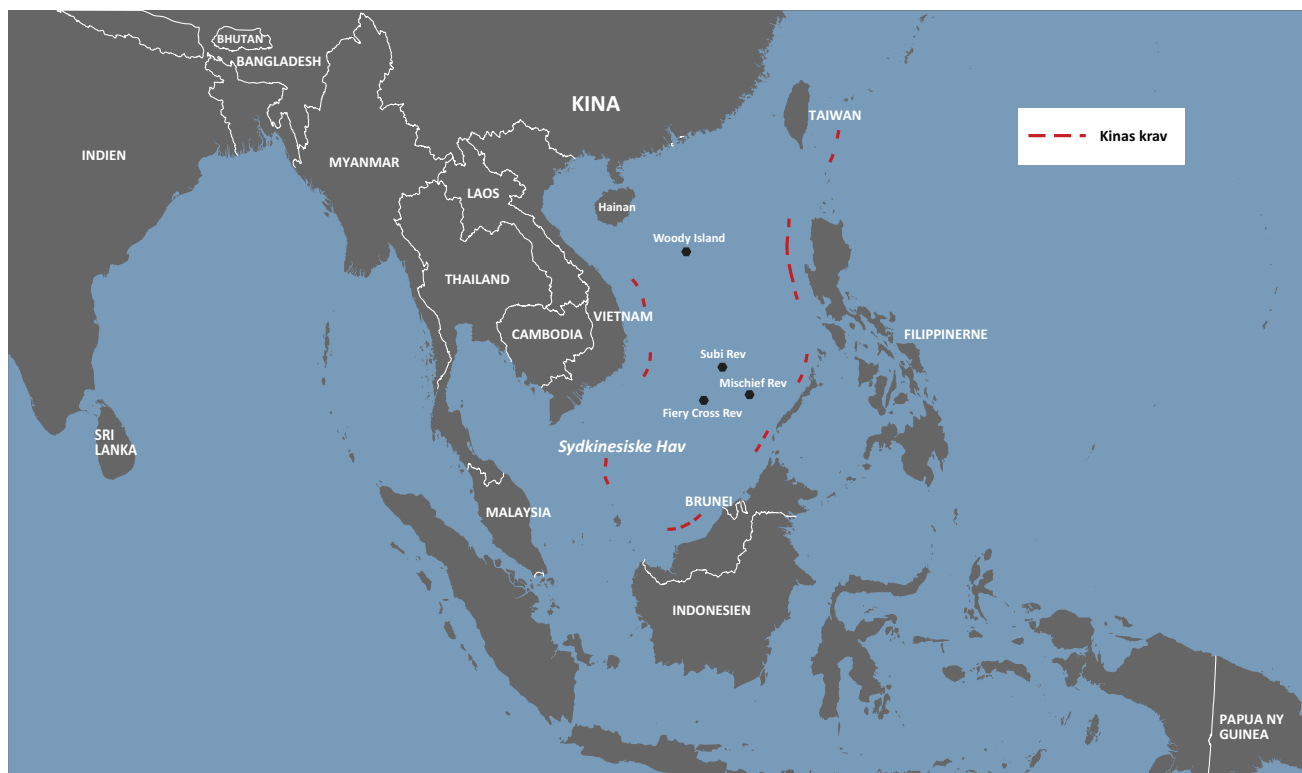 BHUTAN
BANGLADESH
KINA
TAIWAN
Kinas krav
INDIEN
MYANMAR
LAOS
Hainan
Woody Island
THAILAND
VIETNAM
CAMBODIA
FILIPPINERNE
Subi Rev
Mischief Rev
Fiery Cross Rev
SRI
LANKA
Sydkinesiske Hav
BRUNEI
MALAYSIA
INDONESIEN
PAPUA NY
GUINEA